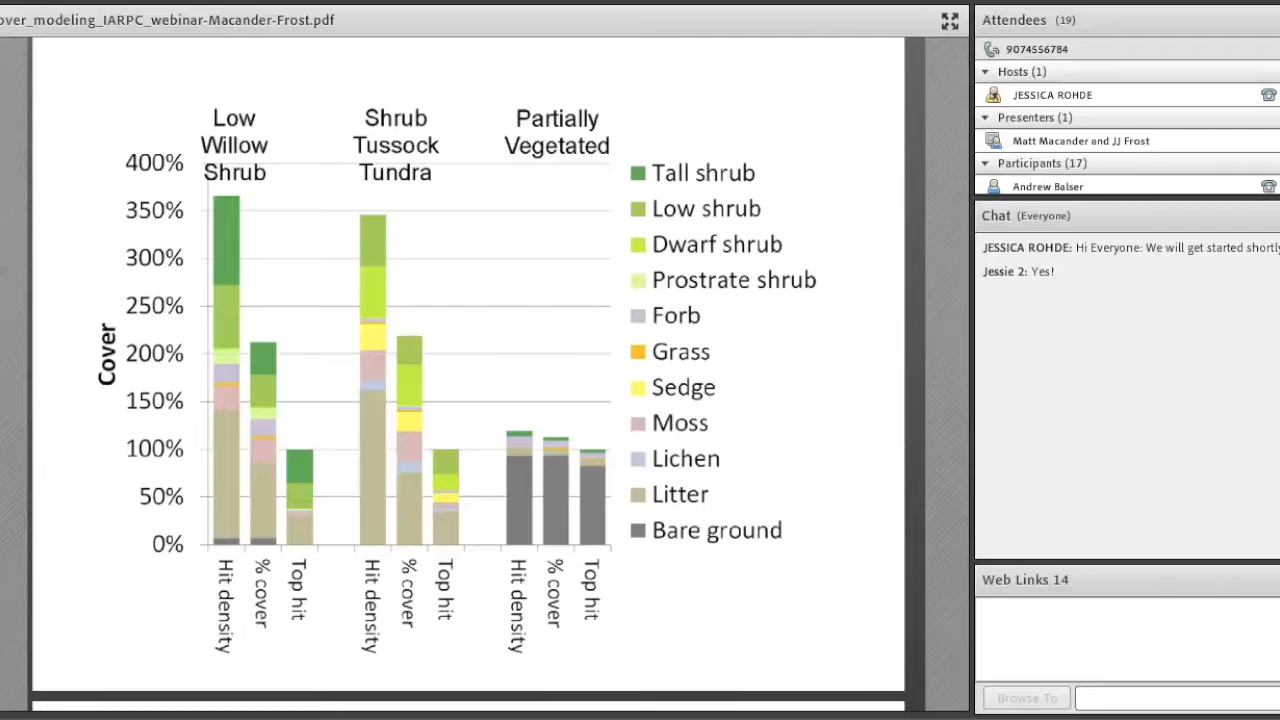 over_modeling_IARPC_webinar-Macander-Frost.pdf
Low
Willow
Shrub
Shrub
Tussock
Tundra
Partially
Vegetated
Cover
400%
350%
300%
250%
200%
150%
100%
50%
0%
Hit density
% cover
Top hit
Hit density
% cover
Top hit
Hit density
% cover
Top hit
Tall shrub
Low shrub
Dwarf shrub
Prostrate shrub
Forb
Grass
Sedge
Moss
Lichen
Litter
Bare ground
Attendees (19)
9074556784
Hosts (1)
JESSICA ROHDE
Presenters (1)
Matt Macander and JJ Frost
Participants (17)
Andrew Balser
Chat (Everyone)
JESSICA ROHDE: Hi Everyone: We will get started shortly
Jessie 2: Yes!
Web Links 14
Browse To